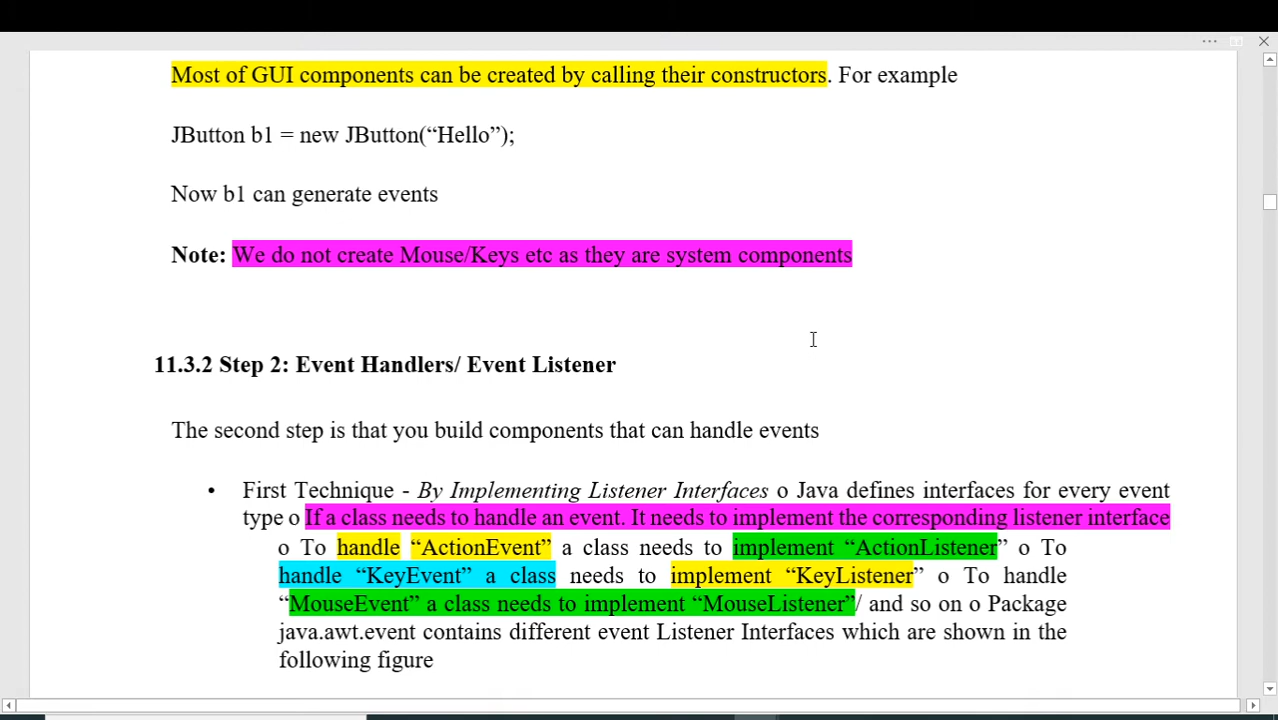 Most of GUI components can be created by calling their constructors. For example
JButton b1 = new JButton(“Hello”);
Now b1 can generate events
Note: We do not create Mouse/Keys etc as they are system components
11.3.2 Step 2: Event Handlers/ Event Listener
The second step is that you build components that can handle events
• First Technique - By Implementing Listener Interfaces o Java defines interfaces for every event
type o If a class needs to handle an event. It needs to implement the corresponding listener interface
o To handle “ActionEvent” a class needs to implement “ActionListener” o To
handle “KeyEvent” a class needs to implement “KeyListener” o To handle
“MouseEvent” a class needs to implement “MouseListener”/ and so on o Package
java.awt.event contains different event Listener Interfaces which are shown in the
following figure